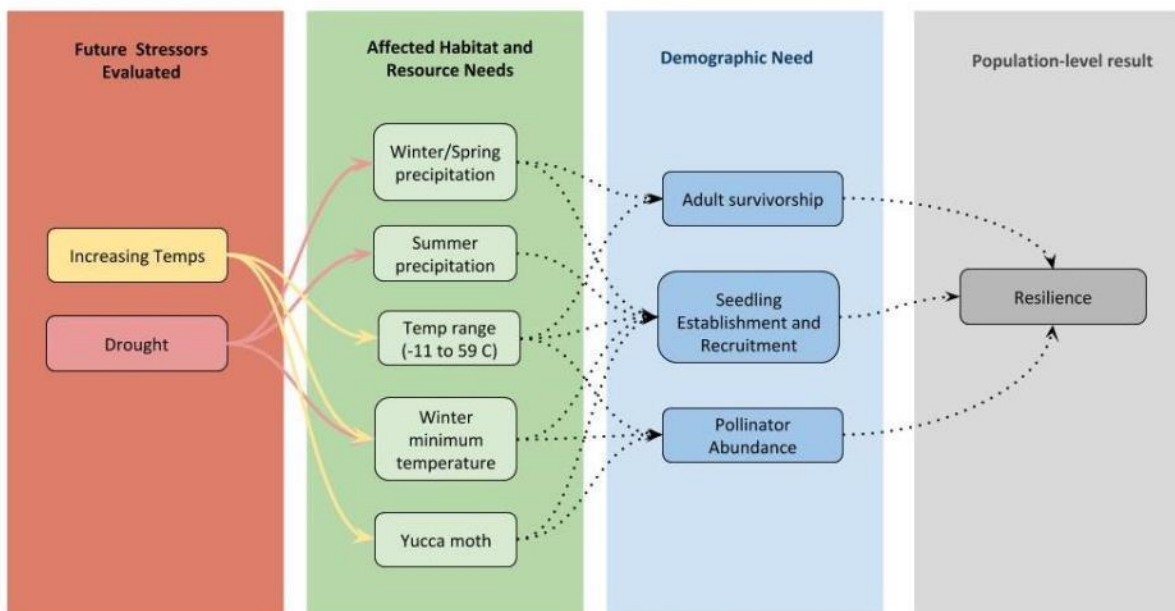 Future Stressors
Evaluated
Affected Habitat and
Resource Needs
Demographic Need
Population-level result
Increasing Temps
Drought
Winter/Spring
precipitation
Summer
precipitation
Temp range
(-11 to 59 C)
Winter
minimum
temperature
Yucca moth
Adult survivorship
Seedling
Establishment and
Recruitment
Pollinator
Abundance
Resilience